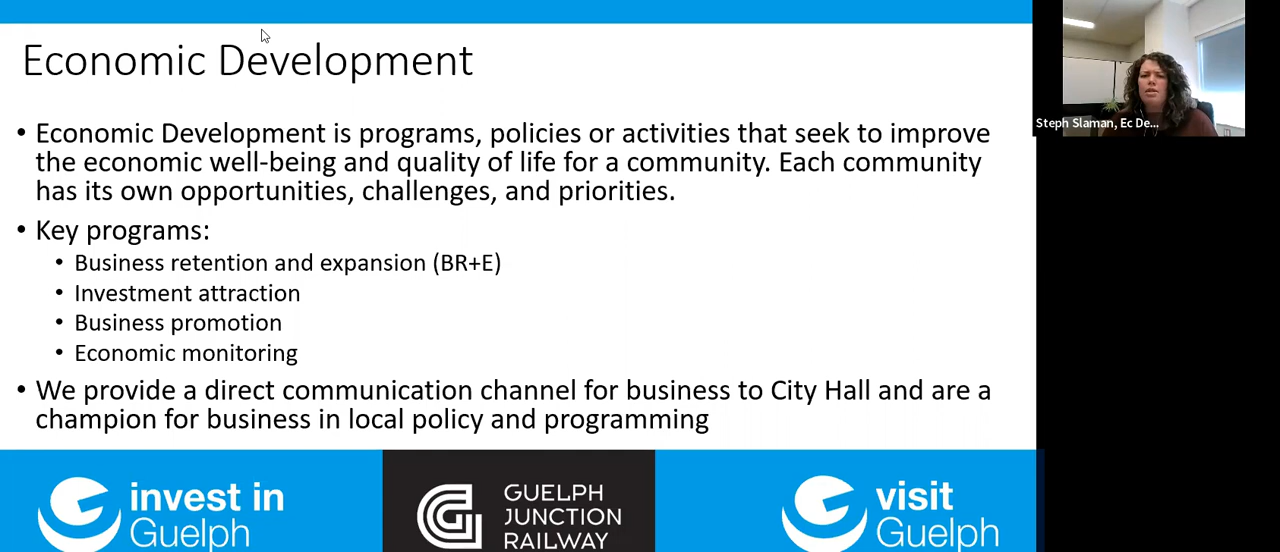 Economic Development
• Economic Development is programs, policies or activities that seek to improve
the economic well-being and quality of life for a community. Each community
has its own opportunities, challenges, and priorities.
• Key programs:
• Business retention and expansion (BR+E)
• Investment attraction
• Business promotion
• Economic monitoring
• We provide a direct communication channel for business to City Hall and are a
champion for business in local policy and programming
invest in
Guelph
GUELPH
JUNCTION
RAILWAY
visit
Guelph
Steph Slaman, Ec De...